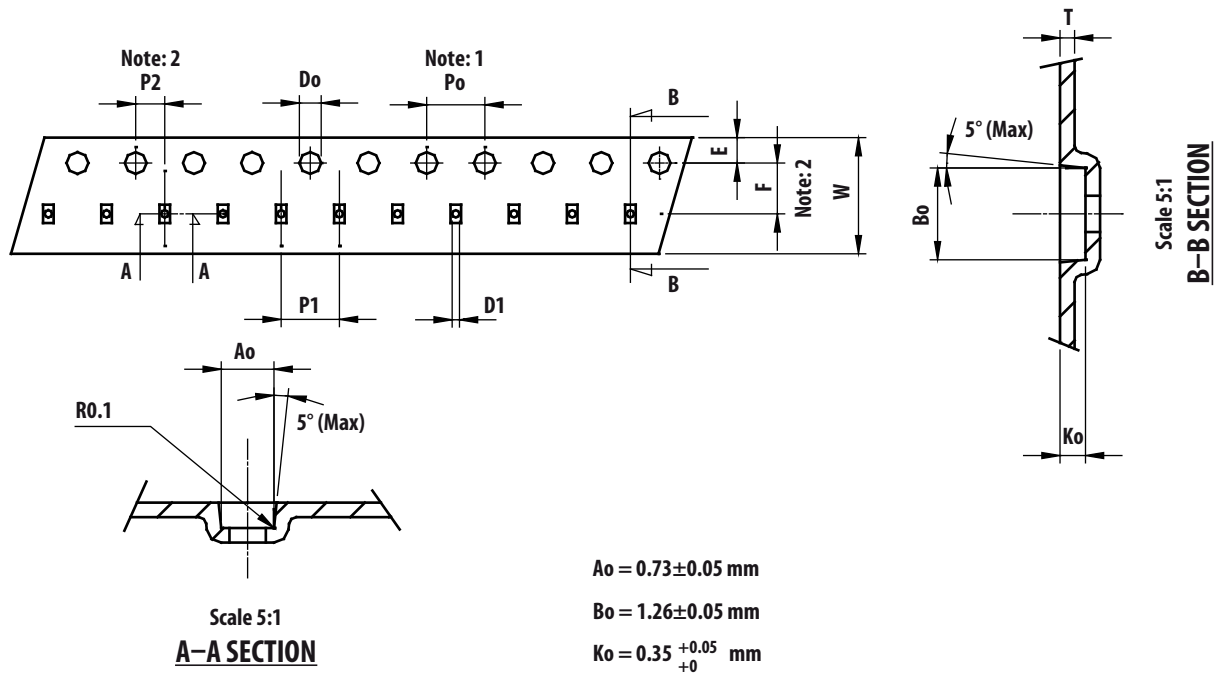 Note: 2
P2
Do
Note: 1
Po
B
E
F
Note: 2
W
A
A
B
P1
D1
T
5° (Max)
Bo
Ko
Scale 5:1
B–B SECTION
Ao
R0.1
5° (Max)
Scale 5:1
A–A SECTION
Ao = 0.73±0.05 mm
Bo = 1.26±0.05 mm
Ko = 0.35 +0.05 +0 mm